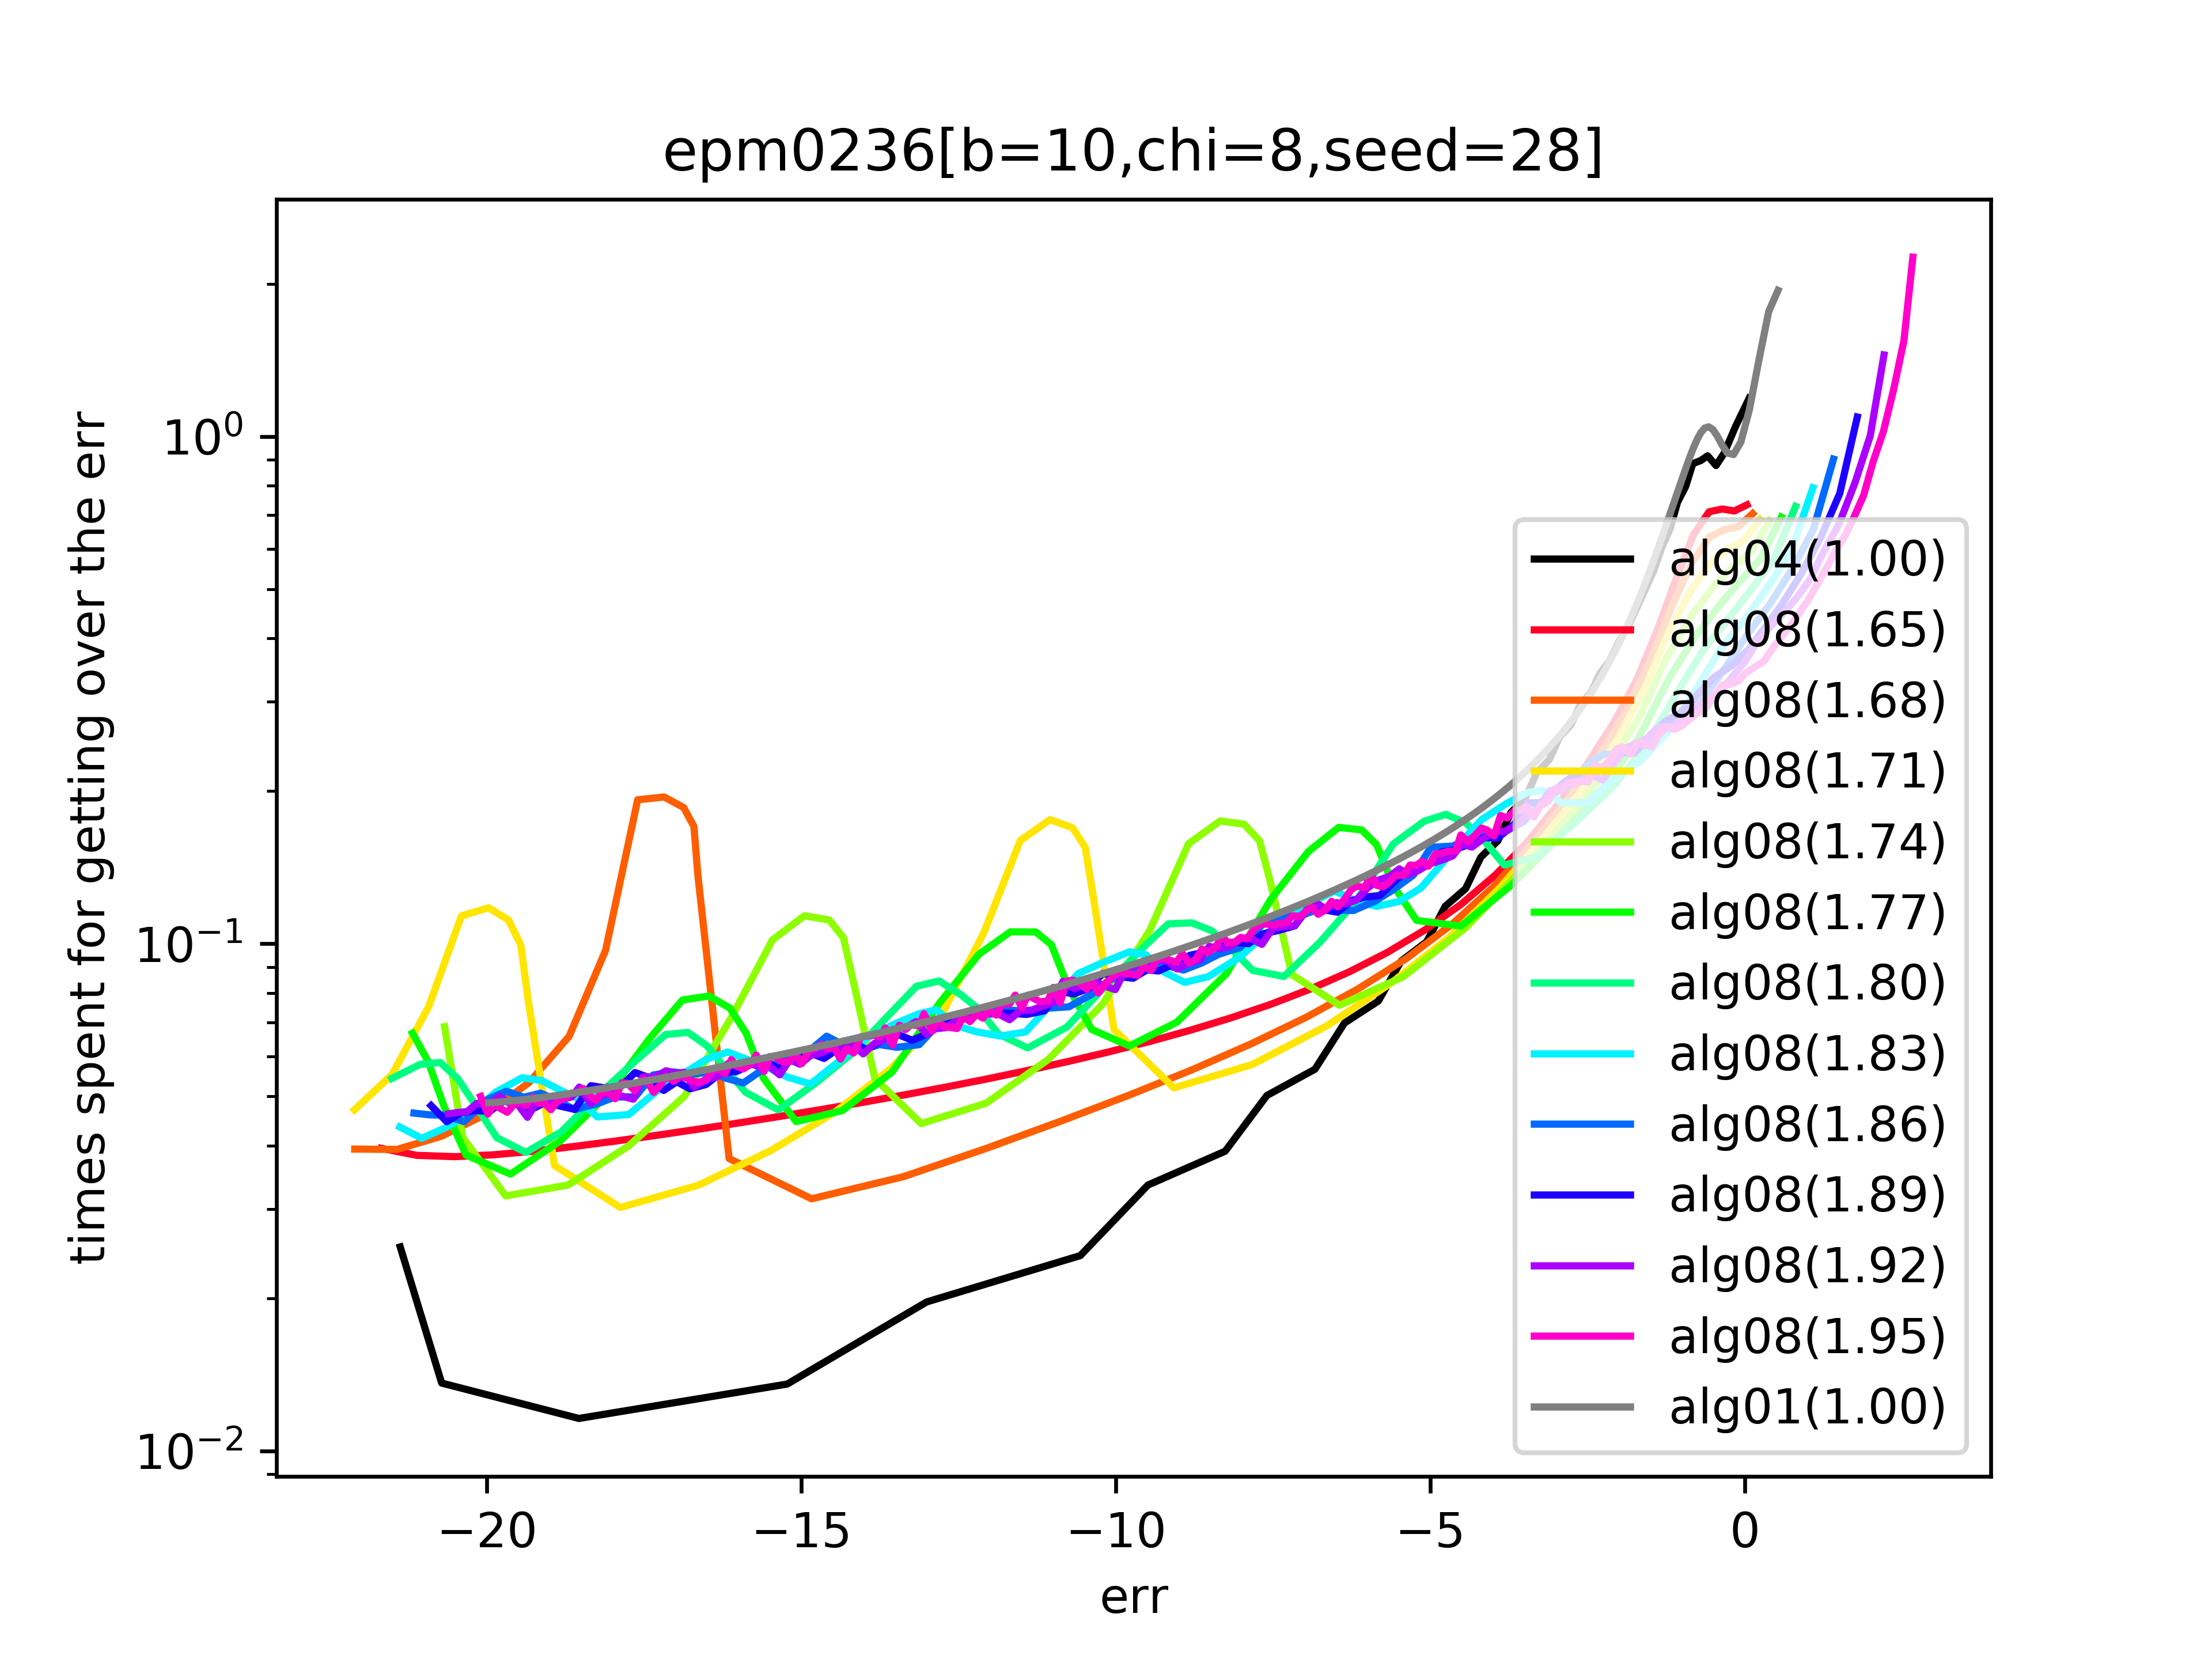 epm0236[b=10,chi=8,seed=28]
times spent for getting over the err
10⁰
10⁻¹
10⁻²
alg04(1.00)
alg08(1.65)
alg08(1.68)
alg08(1.71)
alg08(1.74)
alg08(1.77)
alg08(1.80)
alg08(1.83)
alg08(1.86)
alg08(1.89)
alg08(1.92)
alg08(1.95)
alg01(1.00)
−20 −15 −10 −5 0
err